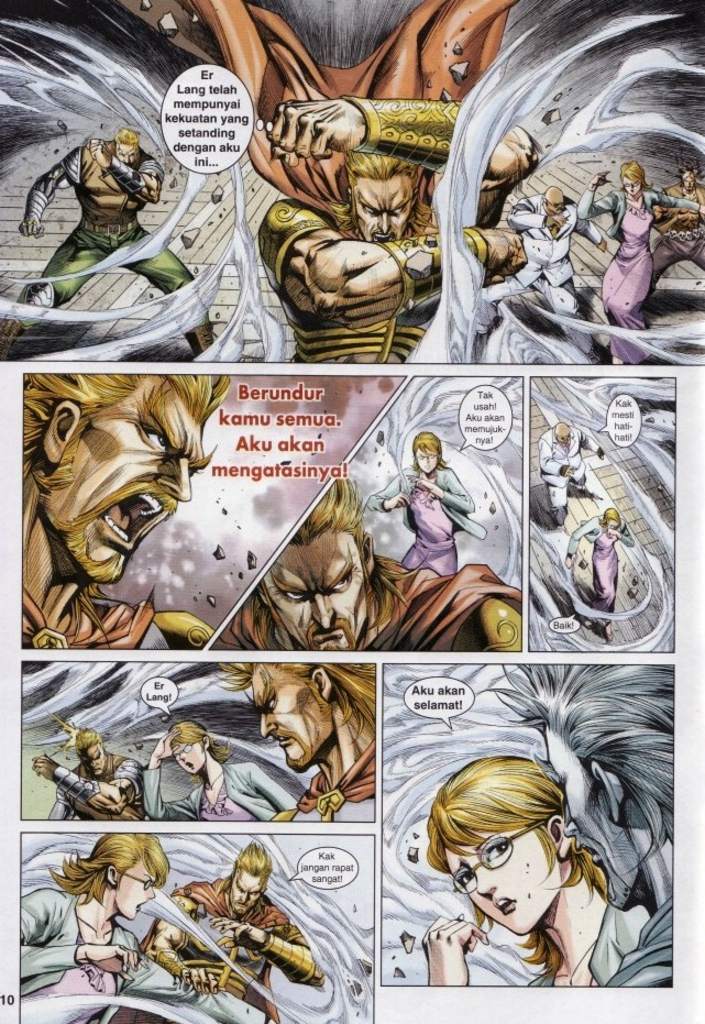 Er
Lang telah
mempunyai
kekuatan yang
setanding
dengan aku
ini...
Berundur
kamu semua.
Aku akan
mengatasinya!
Tak
usah!
Aku akan
memujuk-
nya!
Kak
mesti
hati-
hati!
Baik!
Er
Lang!
Aku akan
selamat!
Kak
jangan rapat
sangat!
10